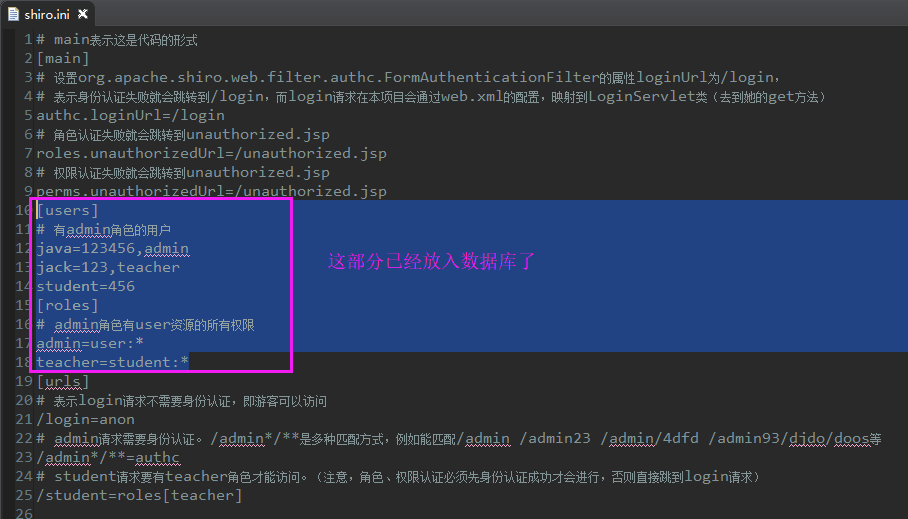 shiro.ini
1 # main表示这是代码的形式
2 [main]
3 # 设置org.apache.shiro.web.filter.authc.FormAuthenticationFilter的属性loginUrl为/login，
4 # 表示身份认证失败就会跳转到/login，而login请求在本项目会通过web.xml的配置，映射到LoginServlet类（去到她的get方法）
5 authc.loginUrl=/login
6 # 角色认证失败就会跳转到unauthorized.jsp
7 roles.unauthorizedUrl=/unauthorized.jsp
8 # 权限认证失败就会跳转到unauthorized.jsp
9 perms.unauthorizedUrl=/unauthorized.jsp
10 [users]
11 # 有admin角色的用户
12 java=123456,admin
13 jack=123,teacher
这部分已经放入数据库了
14 student=456
15 [roles]
16 # admin角色有user资源的所有权限
17 admin=user:*
18 teacher=student:*
19 [urls]
20 # 表示login请求不需要身份认证，即游客可以访问
21 /login=anon
22 # admin请求需要身份认证。/admin*/**是多种匹配方式，例如能匹配/admin /admin23 /admin/4dfd /admin93/djdo/doos等
23 /admin*/**=authc
24 # student请求要有teacher角色才能访问。（注意，角色、权限认证必须先身份认证成功才会进行，否则直接跳到login请求）
25 /student=roles[teacher]
26